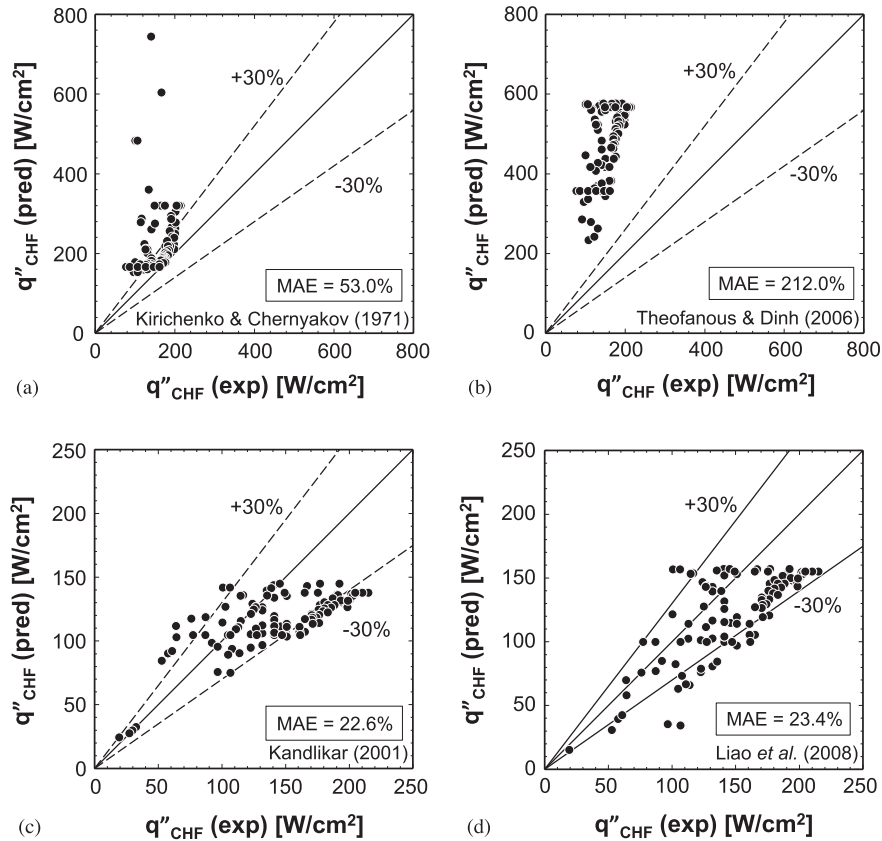 800
600
400
200
0
q″CHF (pred) [W/cm²]
+30%
-30%
MAE = 53.0%
Kirichenko & Chernyakov (1971)
0 200 400 600 800
(a)
q″CHF (exp) [W/cm²]
800
600
400
200
0
q″CHF (pred) [W/cm²]
+30%
-30%
MAE = 212.0%
Theofanous & Dinh (2006)
0 200 400 600 800
(b)
q″CHF (exp) [W/cm²]
250
200
150
100
50
0
q″CHF (pred) [W/cm²]
+30%
-30%
MAE = 22.6%
Kandlikar (2001)
0 50 100 150 200 250
(c)
q″CHF (exp) [W/cm²]
250
200
150
100
50
0
q″CHF (pred) [W/cm²]
+30%
-30%
MAE = 23.4%
Liao et al. (2008)
0 50 100 150 200 250
(d)
q″CHF (exp) [W/cm²]